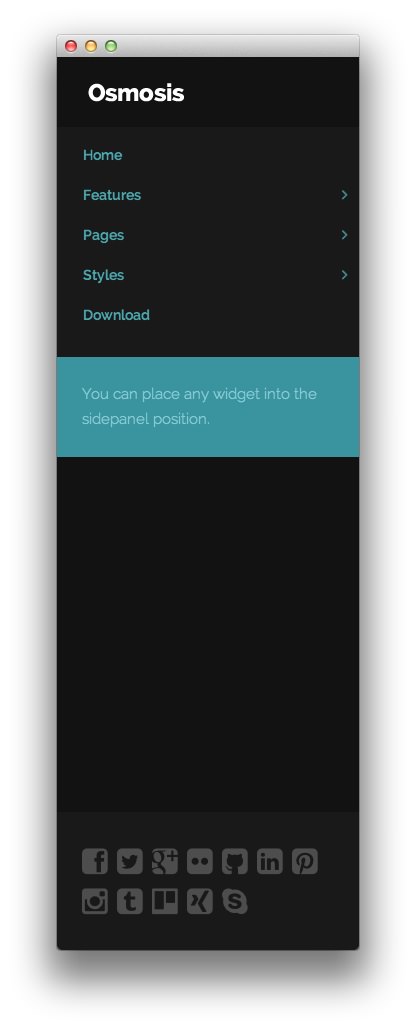 Osmosis
Home
Features
Pages
Styles
Download
You can place any widget into the
sidepanel position.